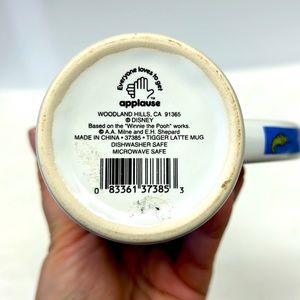 Everyone loves to get
applause
™
WOODLAND HILLS, CA 91365
© DISNEY
Based on the "Winnie the Pooh" works.
© A.A. Milne and E.H. Shepard
MADE IN CHINA • 37385 • TIGGER LATTE MUG
DISHWASHER SAFE
MICROWAVE SAFE
0 83361 37385 3